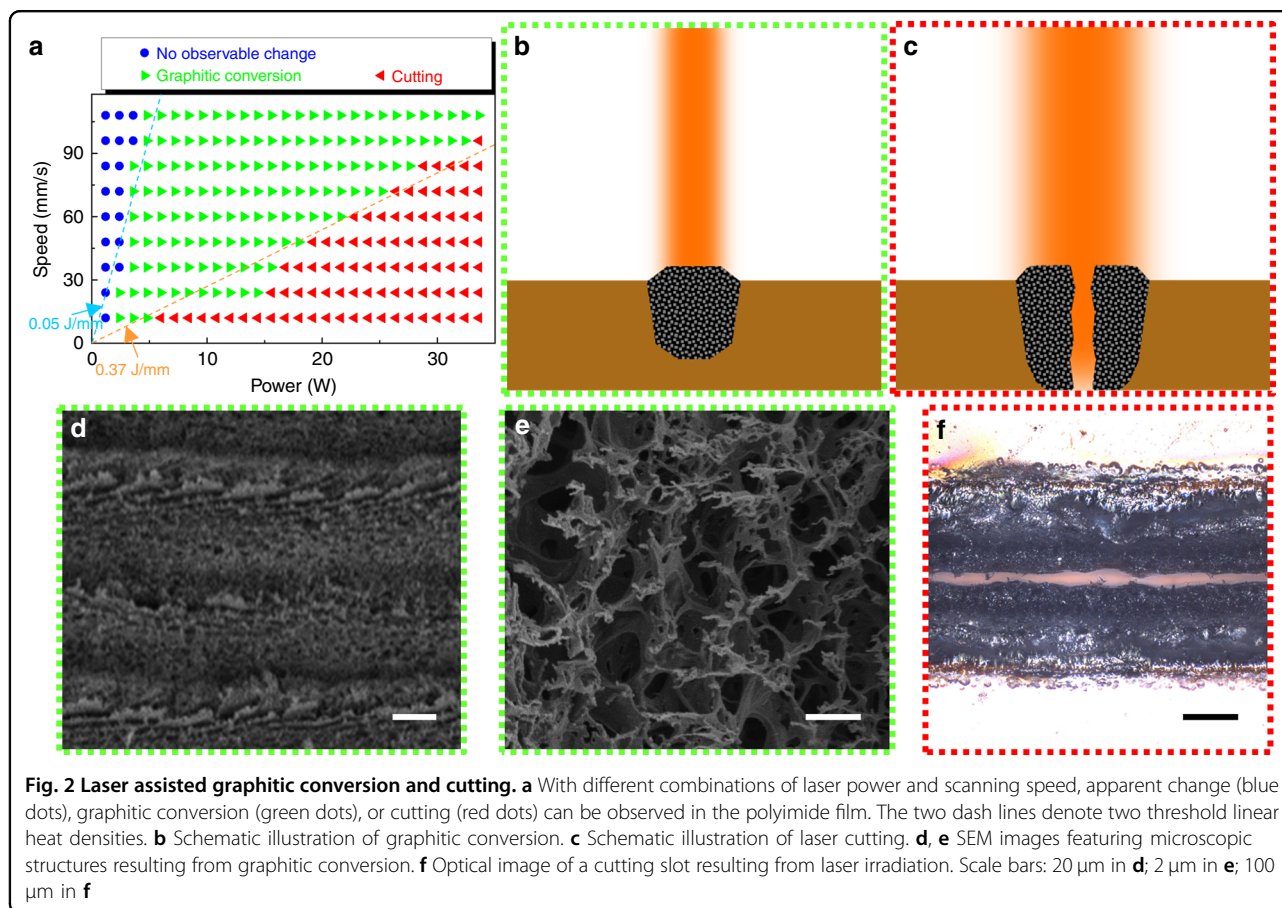 a
No observable change
Graphitic conversion
Cutting
Speed (mm/s)
90
60
30
0
0.05 J/mm
0.37 J/mm
0
10
20
30
Power (W)
b
c
d
e
f
Fig. 2 Laser assisted graphitic conversion and cutting. a With different combinations of laser power and scanning speed, apparent change (blue
dots), graphitic conversion (green dots), or cutting (red dots) can be observed in the polyimide film. The two dash lines denote two threshold linear
heat densities. b Schematic illustration of graphitic conversion. c Schematic illustration of laser cutting. d, e SEM images featuring microscopic
structures resulting from graphitic conversion. f Optical image of a cutting slot resulting from laser irradiation. Scale bars: 20 μm in d; 2 μm in e; 100
μm in f